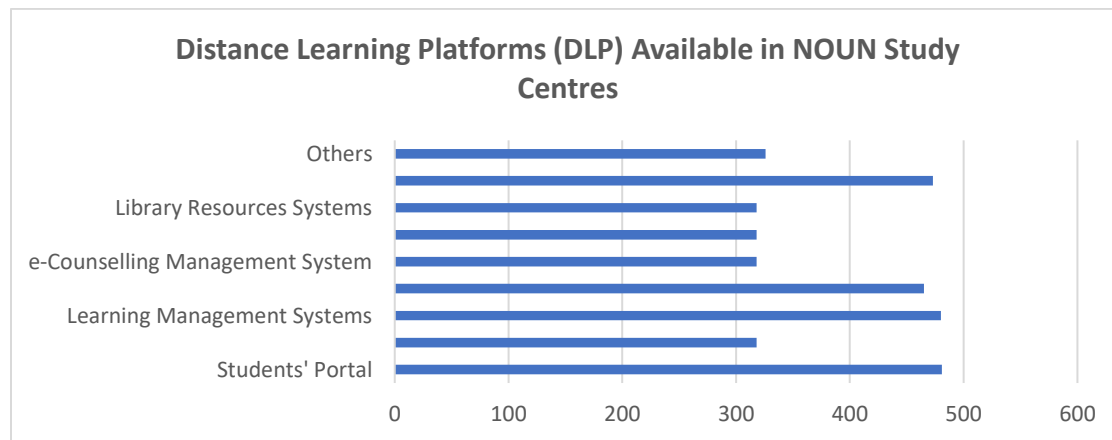 Distance Learning Platforms (DLP) Available in NOUN Study
Centres
Others
Library Resources Systems
e-Counselling Management System
Learning Management Systems
Students' Portal
0 100 200 300 400 500 600